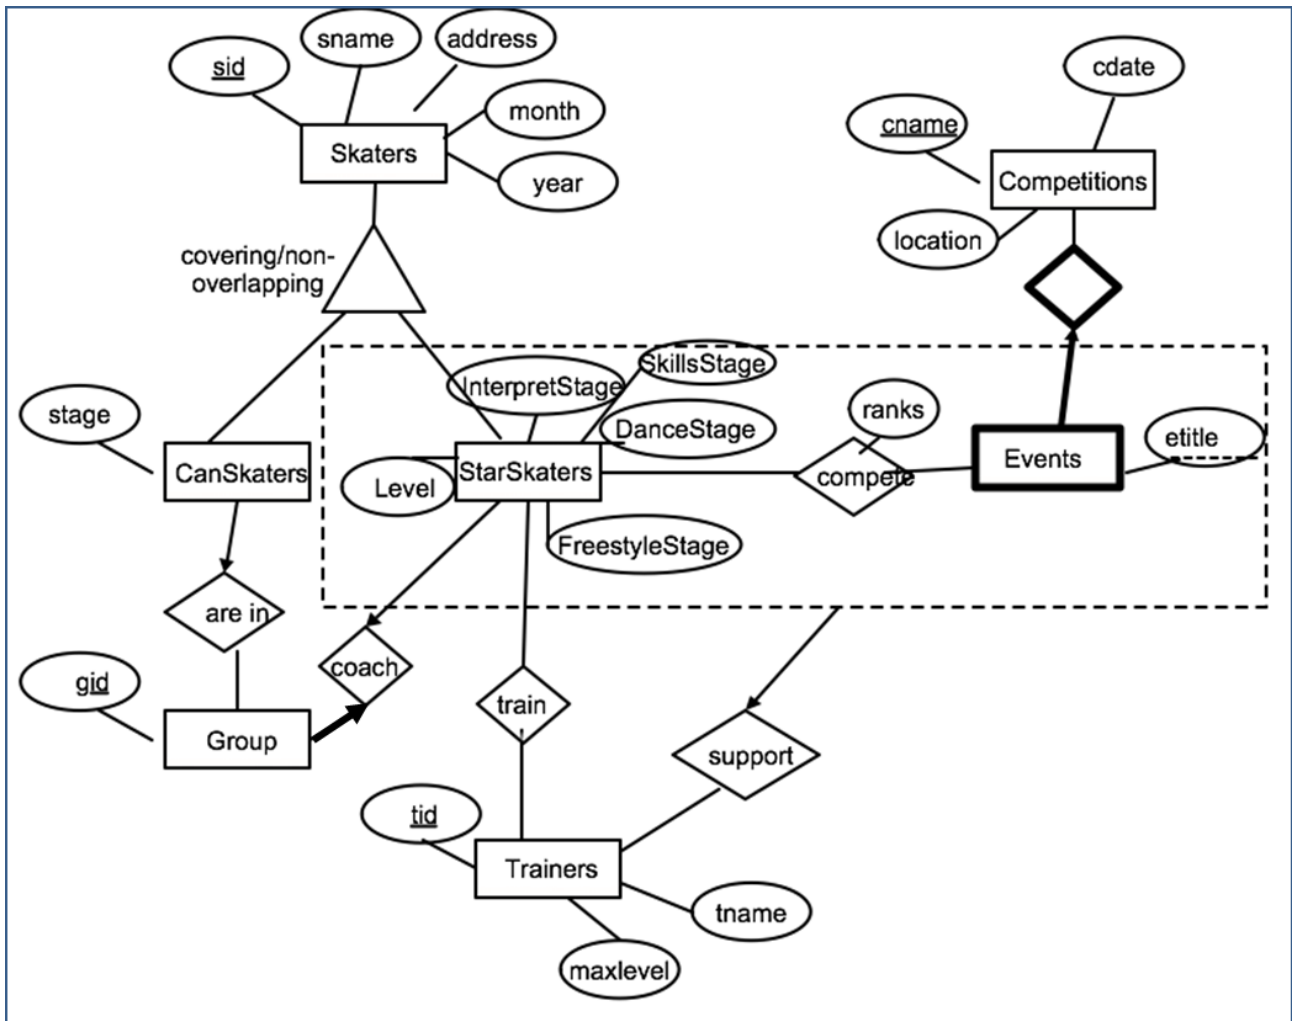 sname
address
sid
cdate
month
cname
Skaters
Competitions
year
location
covering/non-
overlapping
SkillsStage
InterpretStage
stage
ranks
DanceStage
etitle
Events
CanSkaters
StarSkaters
compete
Level
FreestyleStage
are in
coach
gid
train
Group
support
tid
Trainers
tname
maxlevel